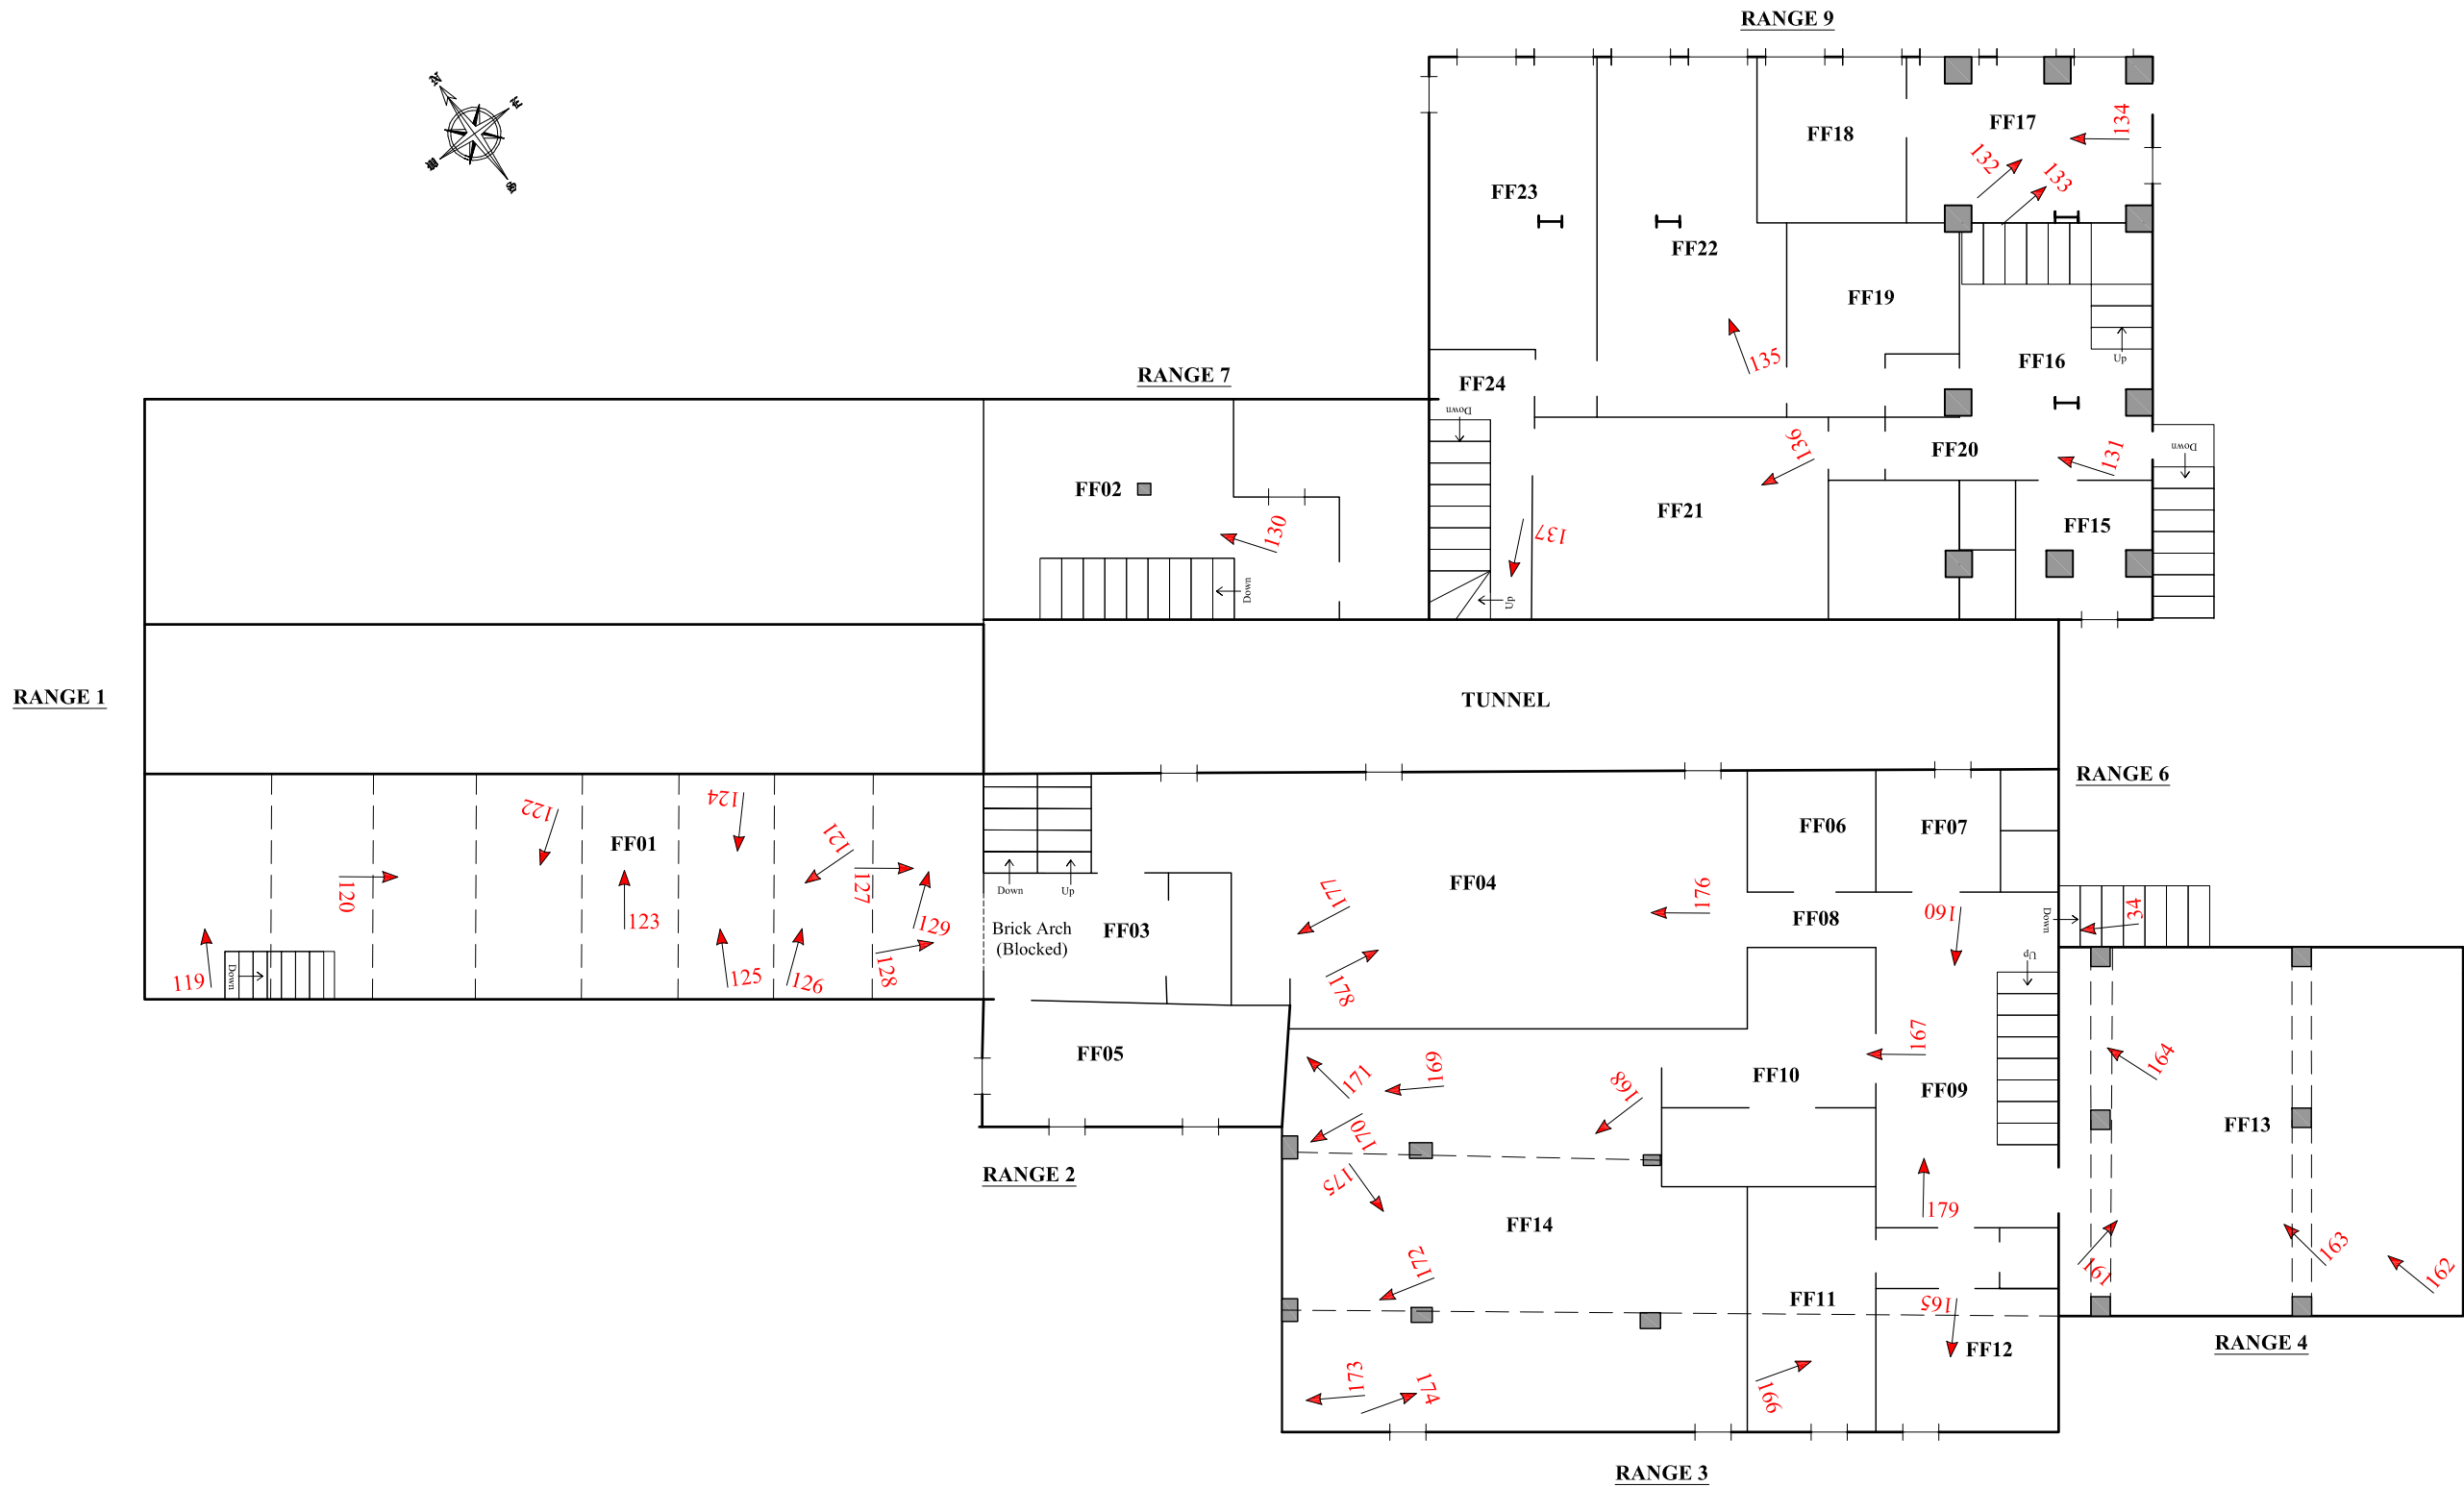 RANGE 9
N
E
W
S
FF17
134
FF18
132
133
FF23
FF22
FF19
135
FF16
Up
RANGE 7
FF24
Down
136
FF20
131
Down
FF02
130
FF21
137
FF15
Down
Up
RANGE 1
TUNNEL
RANGE 6
122
124
121
FF01
120
127
129
123
119
Down
125
126
128
Down
Up
Brick Arch
(Blocked)
FF03
FF04
177
176
178
FF06
FF07
FF08
160
Down
34
Up
FF05
171
169
168
167
164
FF10
FF09
FF13
170
175
RANGE 2
FF14
179
172
161
163
162
FF11
165
FF12
RANGE 4
173
174
166
RANGE 3